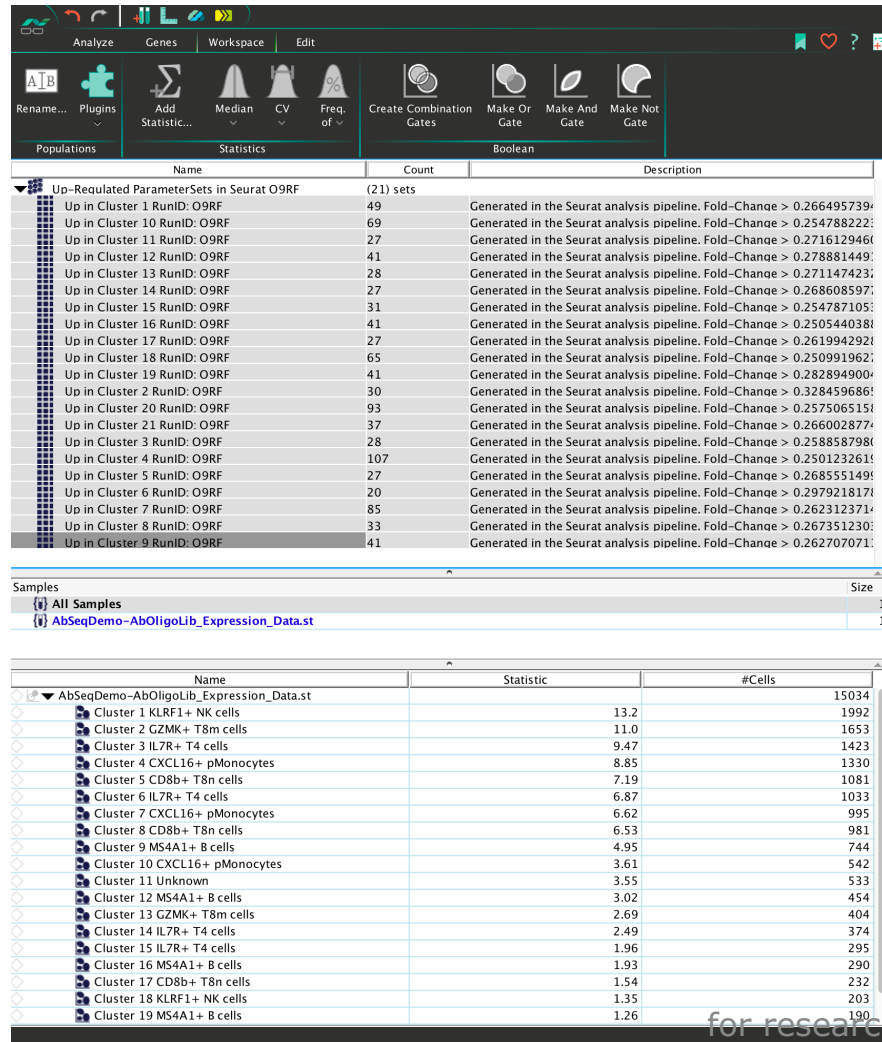 Analyze Genes Workspace Edit
?
A I B
%
Rename... Plugins Add Statistic... Median CV Freq. of Create Combination Gates Make Or Gate Make And Gate Make Not Gate
Populations Statistics Boolean
Name Count Description
Up-Regulated ParameterSets in Seurat O9RF (21) sets
Up in Cluster 1 RunID: O9RF 49 Generated in the Seurat analysis pipeline. Fold-Change > 0.266495739
Up in Cluster 10 RunID: O9RF 69 Generated in the Seurat analysis pipeline. Fold-Change > 0.254788222
Up in Cluster 11 RunID: O9RF 27 Generated in the Seurat analysis pipeline. Fold-Change > 0.271612946
Up in Cluster 12 RunID: O9RF 41 Generated in the Seurat analysis pipeline. Fold-Change > 0.278881449
Up in Cluster 13 RunID: O9RF 28 Generated in the Seurat analysis pipeline. Fold-Change > 0.271147423
Up in Cluster 14 RunID: O9RF 27 Generated in the Seurat analysis pipeline. Fold-Change > 0.268608597
Up in Cluster 15 RunID: O9RF 31 Generated in the Seurat analysis pipeline. Fold-Change > 0.254787105
Up in Cluster 16 RunID: O9RF 41 Generated in the Seurat analysis pipeline. Fold-Change > 0.250544038
Up in Cluster 17 RunID: O9RF 27 Generated in the Seurat analysis pipeline. Fold-Change > 0.261994292
Up in Cluster 18 RunID: O9RF 65 Generated in the Seurat analysis pipeline. Fold-Change > 0.250991962
Up in Cluster 19 RunID: O9RF 41 Generated in the Seurat analysis pipeline. Fold-Change > 0.282894900
Up in Cluster 2 RunID: O9RF 30 Generated in the Seurat analysis pipeline. Fold-Change > 0.328459686
Up in Cluster 20 RunID: O9RF 93 Generated in the Seurat analysis pipeline. Fold-Change > 0.257506515
Up in Cluster 21 RunID: O9RF 37 Generated in the Seurat analysis pipeline. Fold-Change > 0.266002877
Up in Cluster 3 RunID: O9RF 28 Generated in the Seurat analysis pipeline. Fold-Change > 0.258858798
Up in Cluster 4 RunID: O9RF 107 Generated in the Seurat analysis pipeline. Fold-Change > 0.250123261
Up in Cluster 5 RunID: O9RF 27 Generated in the Seurat analysis pipeline. Fold-Change > 0.268555149
Up in Cluster 6 RunID: O9RF 20 Generated in the Seurat analysis pipeline. Fold-Change > 0.297921817
Up in Cluster 7 RunID: O9RF 85 Generated in the Seurat analysis pipeline. Fold-Change > 0.262312371
Up in Cluster 8 RunID: O9RF 33 Generated in the Seurat analysis pipeline. Fold-Change > 0.267351230
Up in Cluster 9 RunID: O9RF 41 Generated in the Seurat analysis pipeline. Fold-Change > 0.262707071
Samples Size
All Samples 1
AbSeqDemo-AbOligoLib_Expression_Data.st 1
Name Statistic #Cells
AbSeqDemo-AbOligoLib_Expression_Data.st 15034
Cluster 1 KLRF1+ NK cells 13.2 1992
Cluster 2 GZMK+ T8m cells 11.0 1653
Cluster 3 IL7R+ T4 cells 9.47 1423
Cluster 4 CXCL16+ pMonocytes 8.85 1330
Cluster 5 CD8b+ T8n cells 7.19 1081
Cluster 6 IL7R+ T4 cells 6.87 1033
Cluster 7 CXCL16+ pMonocytes 6.62 995
Cluster 8 CD8b+ T8n cells 6.53 981
Cluster 9 MS4A1+ B cells 4.95 744
Cluster 10 CXCL16+ pMonocytes 3.61 542
Cluster 11 Unknown 3.55 533
Cluster 12 MS4A1+ B cells 3.02 454
Cluster 13 GZMK+ T8m cells 2.69 404
Cluster 14 IL7R+ T4 cells 2.49 374
Cluster 15 IL7R+ T4 cells 1.96 295
Cluster 16 MS4A1+ B cells 1.93 290
Cluster 17 CD8b+ T8n cells 1.54 232
Cluster 18 KLRF1+ NK cells 1.35 203
Cluster 19 MS4A1+ B cells 1.26 190
for researc